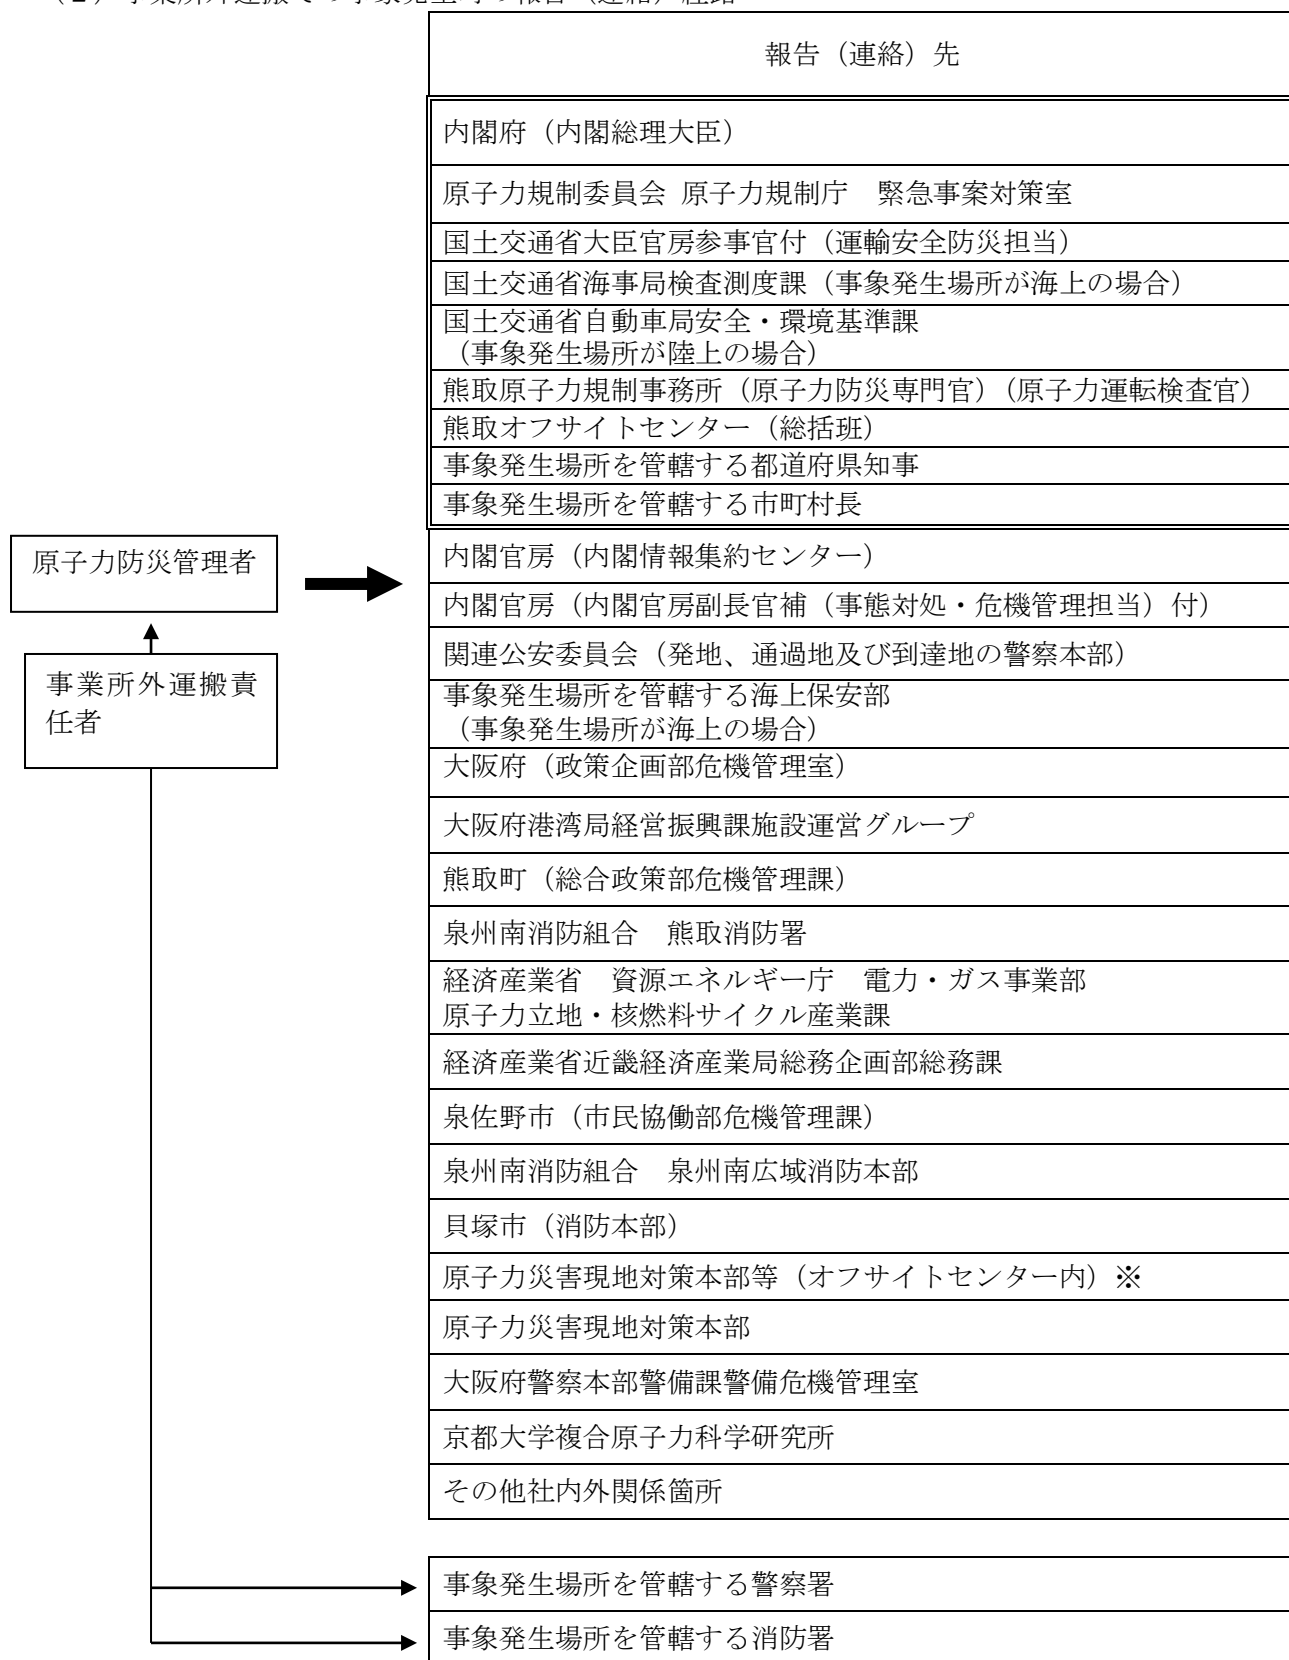 （２）事業所外運搬での事象発生時の報告（連絡）経路
報告（連絡）先
内閣府（内閣総理大臣）
原子力規制委員会 原子力規制庁　緊急事案対策室
国土交通省大臣官房参事官付（運輸安全防災担当）
国土交通省海事局検査測度課（事象発生場所が海上の場合）
国土交通省自動車局安全・環境基準課
（事象発生場所が陸上の場合）
熊取原子力規制事務所（原子力防災専門官）（原子力運転検査官）
熊取オフサイトセンター（総括班）
事象発生場所を管轄する都道府県知事
事象発生場所を管轄する市町村長
原子力防災管理者
事業所外運搬責
任者
内閣官房（内閣情報集約センター）
内閣官房（内閣官房副長官補（事態対処・危機管理担当）付）
関連公安委員会（発地、通過地及び到達地の警察本部）
事象発生場所を管轄する海上保安部
（事象発生場所が海上の場合）
大阪府（政策企画部危機管理室）
大阪府港湾局経営振興課施設運営グループ
熊取町（総合政策部危機管理課）
泉州南消防組合　熊取消防署
経済産業省　資源エネルギー庁　電力・ガス事業部
原子力立地・核燃料サイクル産業課
経済産業省近畿経済産業局総務企画部総務課
泉佐野市（市民協働部危機管理課）
泉州南消防組合　泉州南広域消防本部
貝塚市（消防本部）
原子力災害現地対策本部等（オフサイトセンター内）※
原子力災害現地対策本部
大阪府警察本部警備課警備危機管理室
京都大学複合原子力科学研究所
その他社内外関係箇所
事象発生場所を管轄する警察署
事象発生場所を管轄する消防署